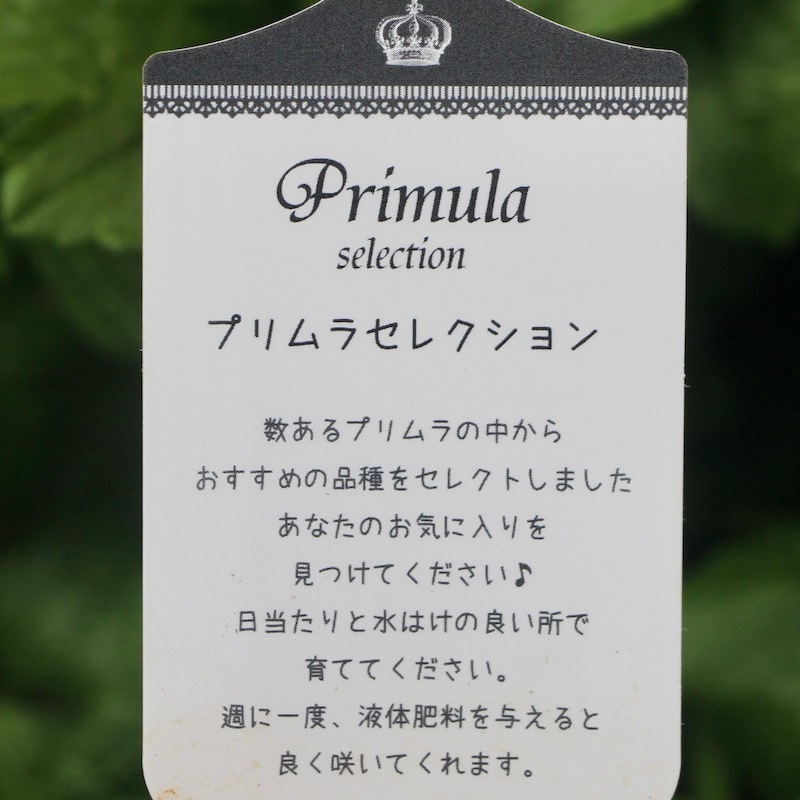 Primula
selection
プリムラセレクション
数あるプリムラの中から
おすすめの品種をセレクトしました
あなたのお気に入りを
見つけてください♪
日当たりと水はけの良い所で
育ててください。
週に一度、液体肥料を与えると
良く咲いてくれます。